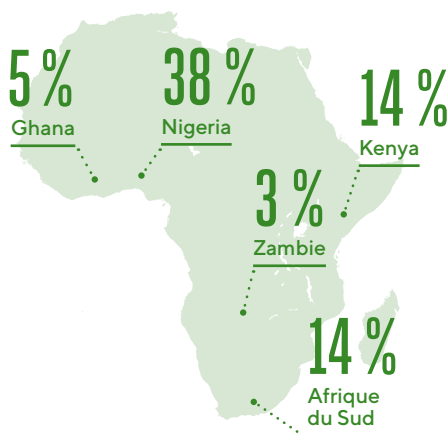 5 %
Ghana
38 %
Nigeria
14 %
Kenya
3 %
Zambie
14 %
Afrique
du Sud